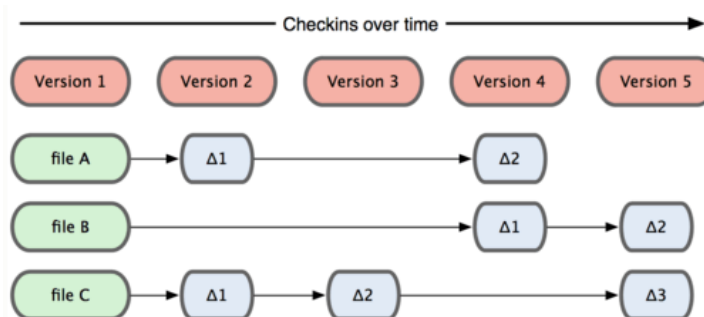 Checkins over time
Version 1 Version 2 Version 3 Version 4 Version 5
file A Δ1 Δ2
file B Δ1 Δ2
file C Δ1 Δ2 Δ3